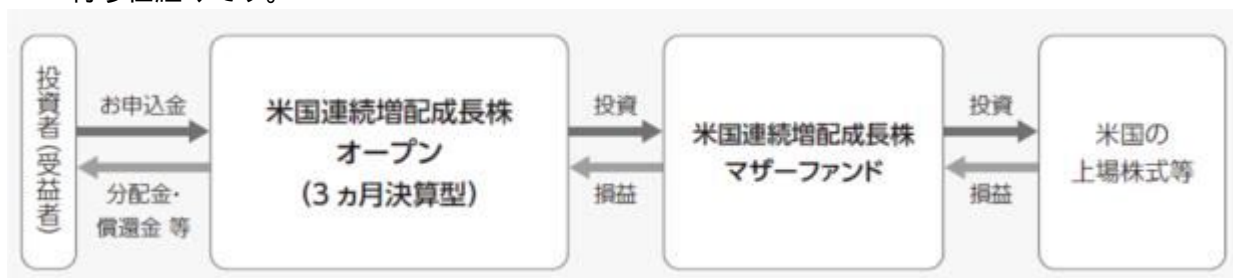 投資者(受益者)
お申込金
分配金・
償還金 等
米国連続増配成長株
オープン
(3ヵ月決算型)
投資
損益
米国連続増配成長株
マザーファンド
投資
損益
米国の
上場株式等